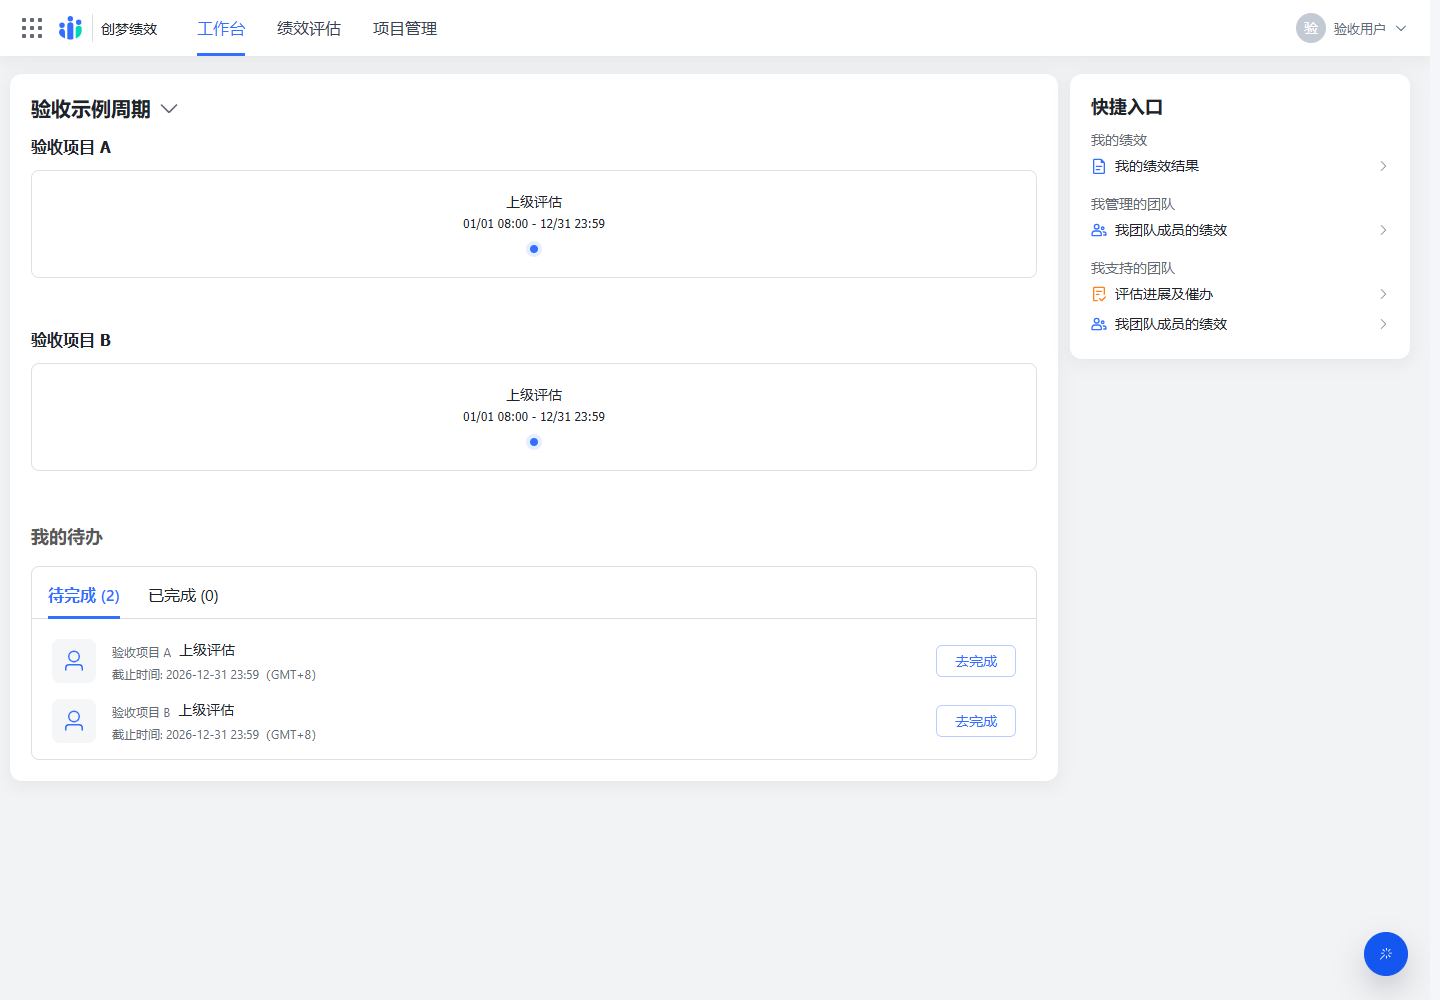 创梦绩效
工作台
绩效评估
项目管理
验
验收用户
验收示例周期
验收项目 A
上级评估
01/01 08:00 - 12/31 23:59
验收项目 B
上级评估
01/01 08:00 - 12/31 23:59
我的待办
待完成 (2)
已完成 (0)
验收项目 A 上级评估
截止时间: 2026-12-31 23:59（GMT+8）
去完成
验收项目 B 上级评估
截止时间: 2026-12-31 23:59（GMT+8）
去完成
快捷入口
我的绩效
我的绩效结果
我管理的团队
我团队成员的绩效
我支持的团队
评估进展及催办
我团队成员的绩效